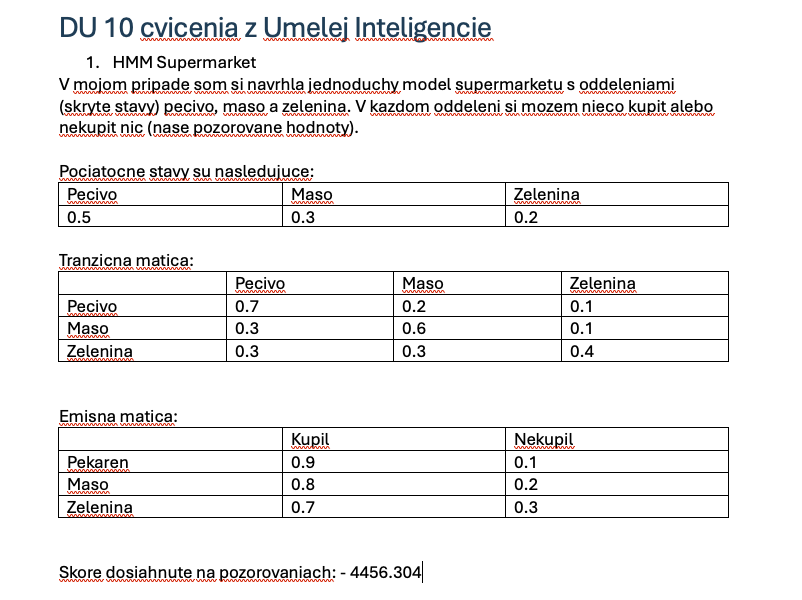 DU 10 cvicenia z Umelej Inteligencie
1. HMM Supermarket
V mojom pripade som si navrhla jednoduchy model supermarketu s oddeleniami
(skryte stavy) pecivo, maso a zelenina. V kazdom oddeleni si mozem nieco kupit alebo
nekupit nic (nase pozorovane hodnoty).
Pociatocne stavy su nasledujuce:
Pecivo Maso Zelenina
0.5 0.3 0.2
Tranzicna matica:
Pecivo Maso Zelenina
Pecivo 0.7 0.2 0.1
Maso 0.3 0.6 0.1
Zelenina 0.3 0.3 0.4
Emisna matica:
Kupil Nekupil
Pekaren 0.9 0.1
Maso 0.8 0.2
Zelenina 0.7 0.3
Skore dosiahnute na pozorovaniach: - 4456.304